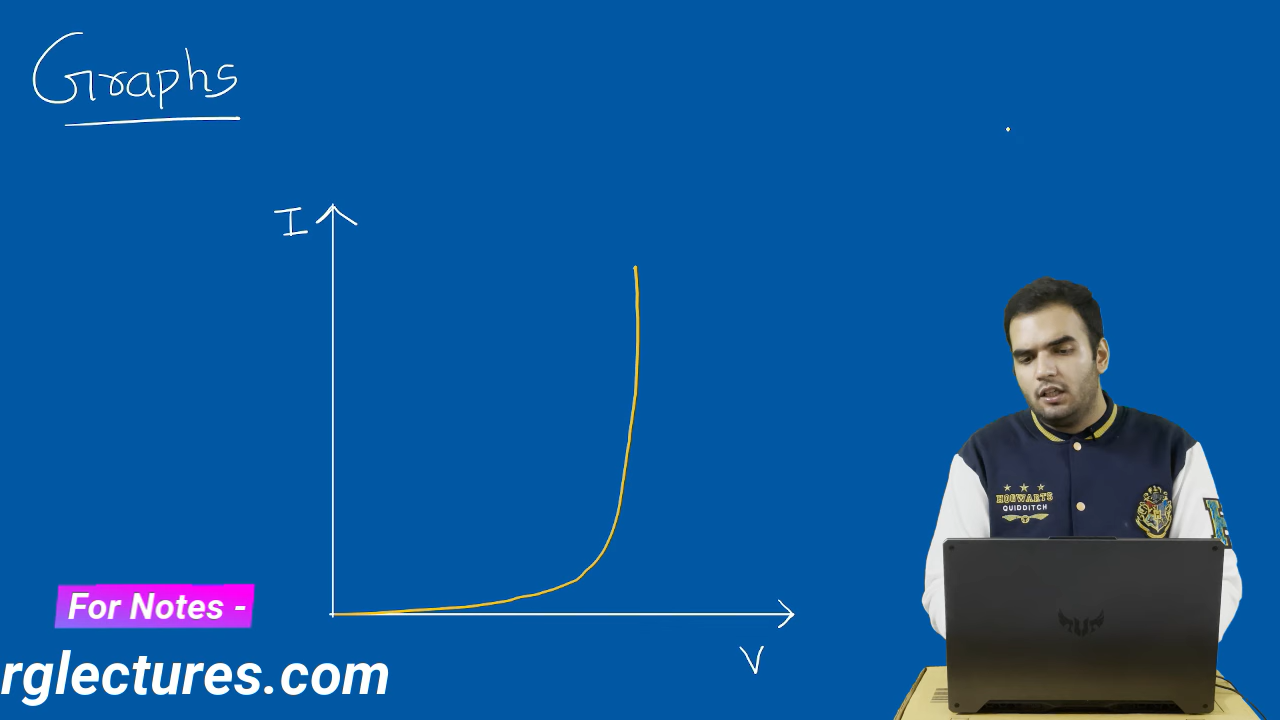 Graphs
I
HOGWARTS
QUIDDITCH
For Notes -
V
rglectures.com